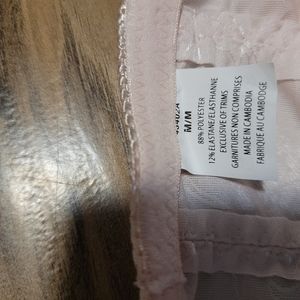 M/M
88% POLYESTER
12% ELASTANE/ELASTHANNE
EXCLUSIVE OF TRIMS
GARNITURES NON COMPRISES
MADE IN CAMBODIA
FABRIQUE AU CAMBODGE